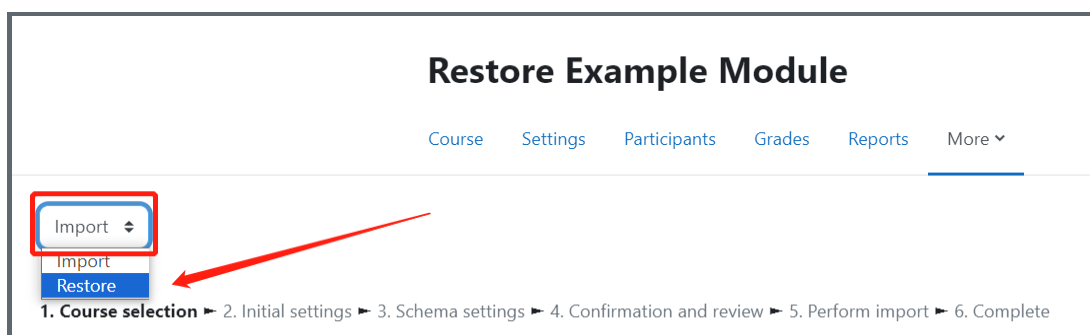 Restore Example Module
Course Settings Participants Grades Reports More
Import
Import
Restore
1. Course selection ► 2. Initial settings ► 3. Schema settings ► 4. Confirmation and review ► 5. Perform import ► 6. Complete